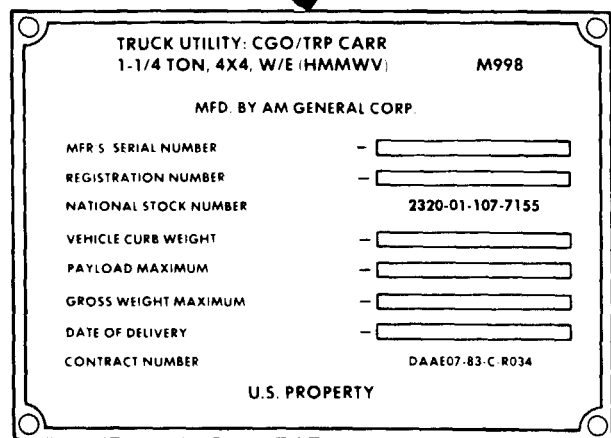 TRUCK UTILITY: CGO/TRP CARR
1-1/4 TON, 4X4, W/E (HMMWV) M998
MFD. BY AM GENERAL CORP.
MFR'S SERIAL NUMBER -
REGISTRATION NUMBER -
NATIONAL STOCK NUMBER 2320-01-107-7155
VEHICLE CURB WEIGHT -
PAYLOAD MAXIMUM -
GROSS WEIGHT MAXIMUM -
DATE OF DELIVERY -
CONTRACT NUMBER DAAE07-83-C-R034
U.S. PROPERTY